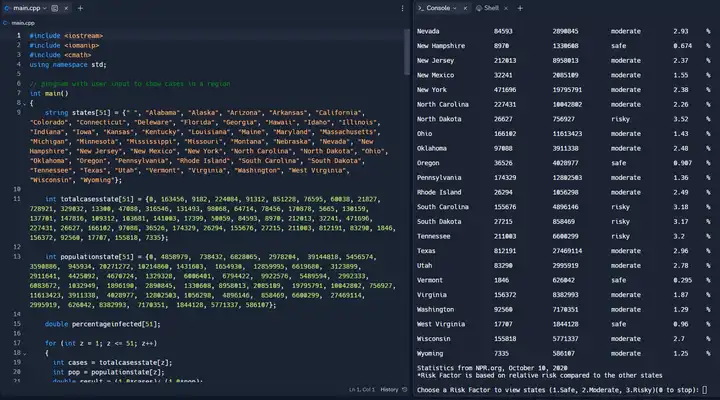 main.cpp
Console
Shell
main.cpp
1 #include <iostream>
2 #include <iomanip>
3 #include <cmath>
4 using namespace std;
5
6 // program with user input to show cases in a region
7 int main()
8 {
9 string states[51] = {" ", "Alabama", "Alaska", "Arizona", "Arkansas", "California",
"Colorado", "Connecticut", "Deleware", "Florida", "Georgia", "Hawaii", "Idaho", "Illinois",
"Indiana", "Iowa", "Kansas", "Kentucky", "Louisiana", "Maine", "Maryland", "Massachusetts",
"Michigan", "Minnesota", "Mississippi", "Missouri", "Montana", "Nebraska", "Nevada", "New
Hampshire", "New Jersey", "New Mexico", "New York", "North Carolina", "North Dakota", "Ohio",
"Oklahoma", "Oregon", "Pennsylvania", "Rhode Island", "South Carolina", "South Dakota",
"Tennessee", "Texas", "Utah", "Vermont", "Virginia", "Washington", "West Virginia",
"Wisconsin", "Wyoming"};
10
11 int totalcasesstate[51] = {0, 163456, 9182, 224084, 91312, 851228, 76595, 60038, 21827,
728921, 329032, 13300, 47088, 316546, 131493, 98068, 64714, 78456, 170878, 5665, 130159,
137701, 147816, 109312, 103681, 141003, 17399, 50059, 84593, 8970, 212013, 32241, 471696,
227431, 26627, 166102, 97088, 36526, 174329, 26294, 155676, 27215, 211003, 812191, 83290, 1846,
156372, 92560, 17707, 155818, 7335};
12
13 int populationstate[51] = {0, 4858979, 738432, 6828065, 2978204, 39144818, 5456574,
3590886, 945934, 20271272, 10214860, 1431603, 1654930, 12859995, 6619680, 3123899,
2911641, 4425092, 4670724, 1329328, 6006401, 6794422, 9922576, 5489594, 2992333,
6083672, 1032949, 1896190, 2890845, 1330608, 8958013, 2085109, 19795791, 10042802, 756927,
11613423, 3911338, 4028977, 12802503, 1056298, 4896146, 858469, 6600299, 27469114,
2995919, 626042, 8382993, 7170351, 1844128, 5771337, 586107};
14
15 double percentageinfected[51];
16
17 for (int z = 1; z <= 51; z++)
18 {
19 int cases = totalcasesstate[z];
20 int pop = populationstate[z];
21 double result = (1.0*cases)/ (1.0*pop);
Ln 1, Col 1 History
Nevada 84593 2890845 moderate 2.93 %
New Hampshire 8970 1330608 safe 0.674 %
New Jersey 212013 8958013 moderate 2.37 %
New Mexico 32241 2085109 moderate 1.55 %
New York 471696 19795791 moderate 2.38 %
North Carolina 227431 10042802 moderate 2.26 %
North Dakota 26627 756927 risky 3.52 %
Ohio 166102 11613423 moderate 1.43 %
Oklahoma 97088 3911338 moderate 2.48 %
Oregon 36526 4028977 safe 0.907 %
Pennsylvania 174329 12802503 moderate 1.36 %
Rhode Island 26294 1056298 moderate 2.49 %
South Carolina 155676 4896146 risky 3.18 %
South Dakota 27215 858469 risky 3.17 %
Tennessee 211003 6600299 risky 3.2 %
Texas 812191 27469114 moderate 2.96 %
Utah 83290 2995919 moderate 2.78 %
Vermont 1846 626042 safe 0.295 %
Virginia 156372 8382993 moderate 1.87 %
Washington 92560 7170351 moderate 1.29 %
West Virginia 17707 1844128 safe 0.96 %
Wisconsin 155818 5771337 moderate 2.7 %
Wyoming 7335 586107 moderate 1.25 %
Statistics from NPR.org, October 10, 2020
*Risk Factor is based on relative risk compared to the other states
Choose a Risk Factor to view states (1.Safe, 2.Moderate, 3.Risky)(0 to stop):